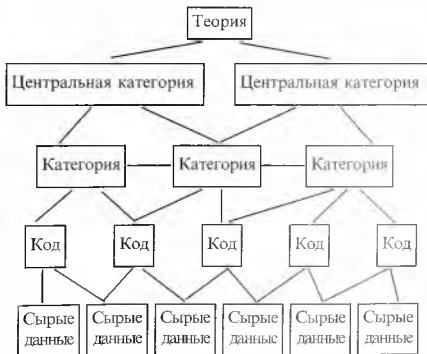 Теория
Центральная категория Центральная категория
Категория Категория Категория
Код Код Код Код Код
Сырые Сырые Сырые Сырые Сырые Сырые
данные данные данные данные данные данные